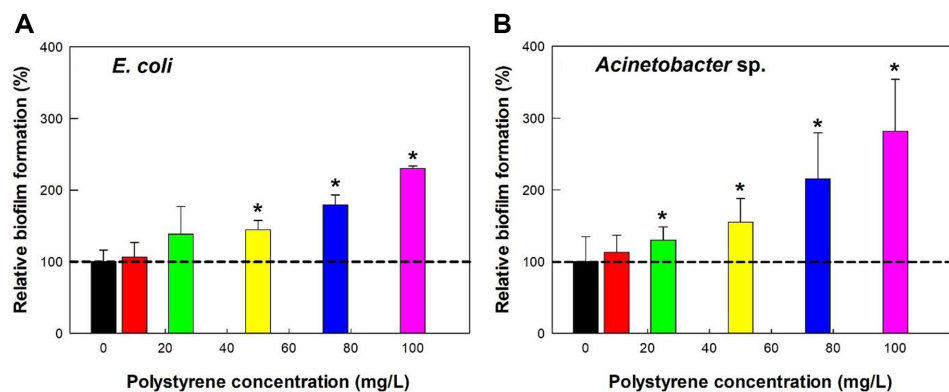 A
400
300
200
100
0
Relative biofilm formation (%)
E. coli
*
*
*
0 20 40 60 80 100
Polystyrene concentration (mg/L)
B
400
300
200
100
0
Relative biofilm formation (%)
Acinetobacter sp.
*
*
*
*
0 20 40 60 80 100
Polystyrene concentration (mg/L)